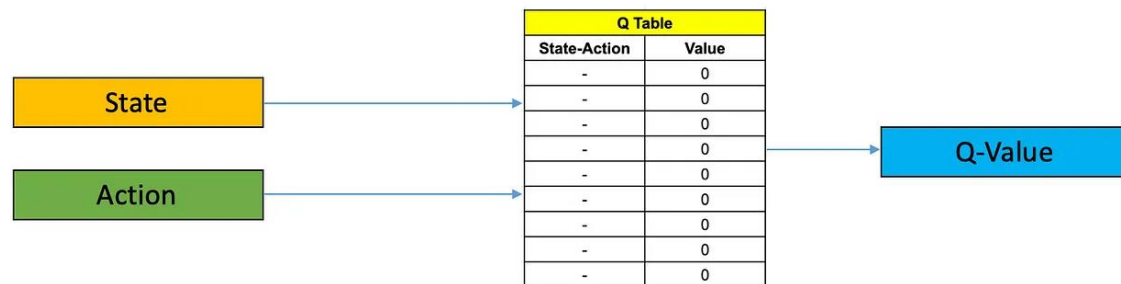 Q Table
State-Action Value
- 0
- 0
State
- 0
- 0
Q-Value
- 0
Action
- 0
- 0
- 0
- 0